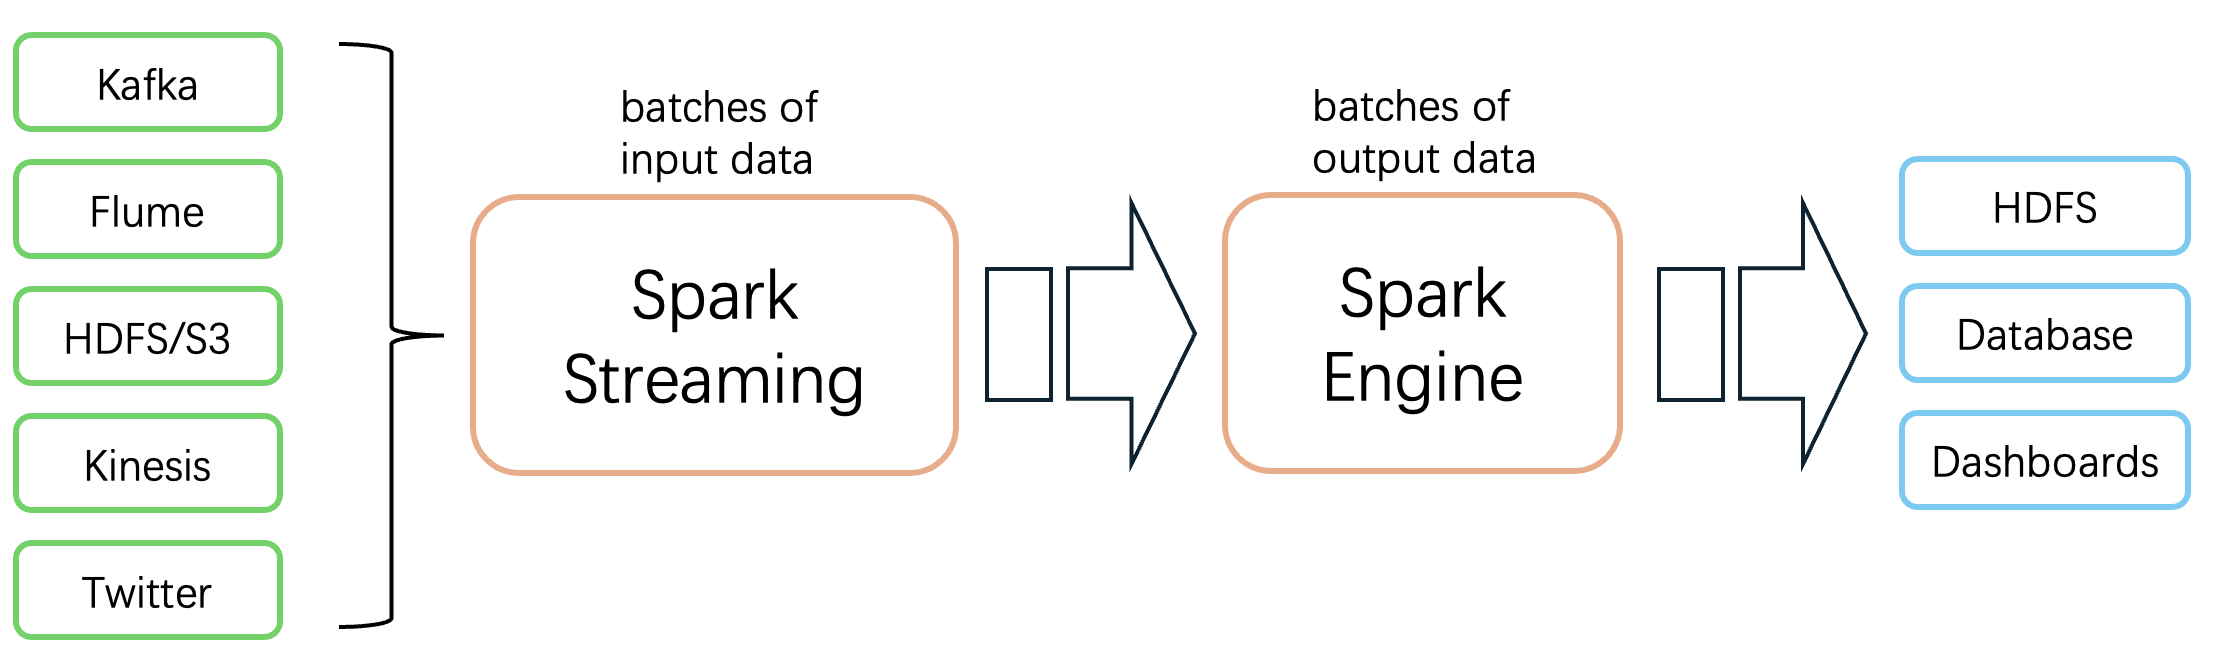 Kafka
Flume
HDFS/S3
Kinesis
Twitter
batches of
input data
Spark
Streaming
batches of
output data
Spark
Engine
HDFS
Database
Dashboards